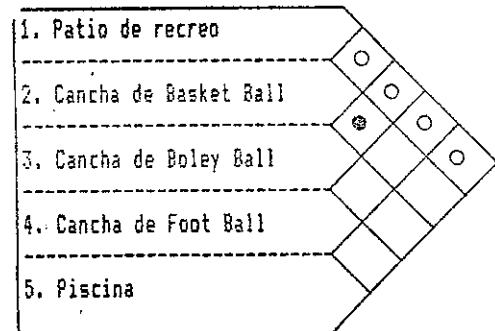 1. Patio de recreo
2. Cancha de Basket Ball
3. Cancha de Boley Ball
4. Cancha de Foot Ball
5. Piscina